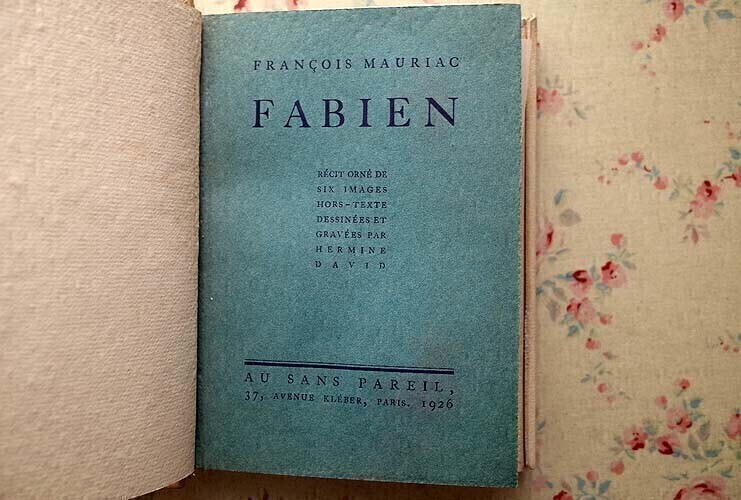 FRANÇOIS MAURIAC
FABIEN
RÉCIT ORNÉ DE
SIX IMAGES
HORS-TEXTE
DESSINÉES ET
GRAVÉES PAR
HERMINE
DAVID
AU SANS PAREIL,
37, AVENUE KLÉBER, PARIS. 1926